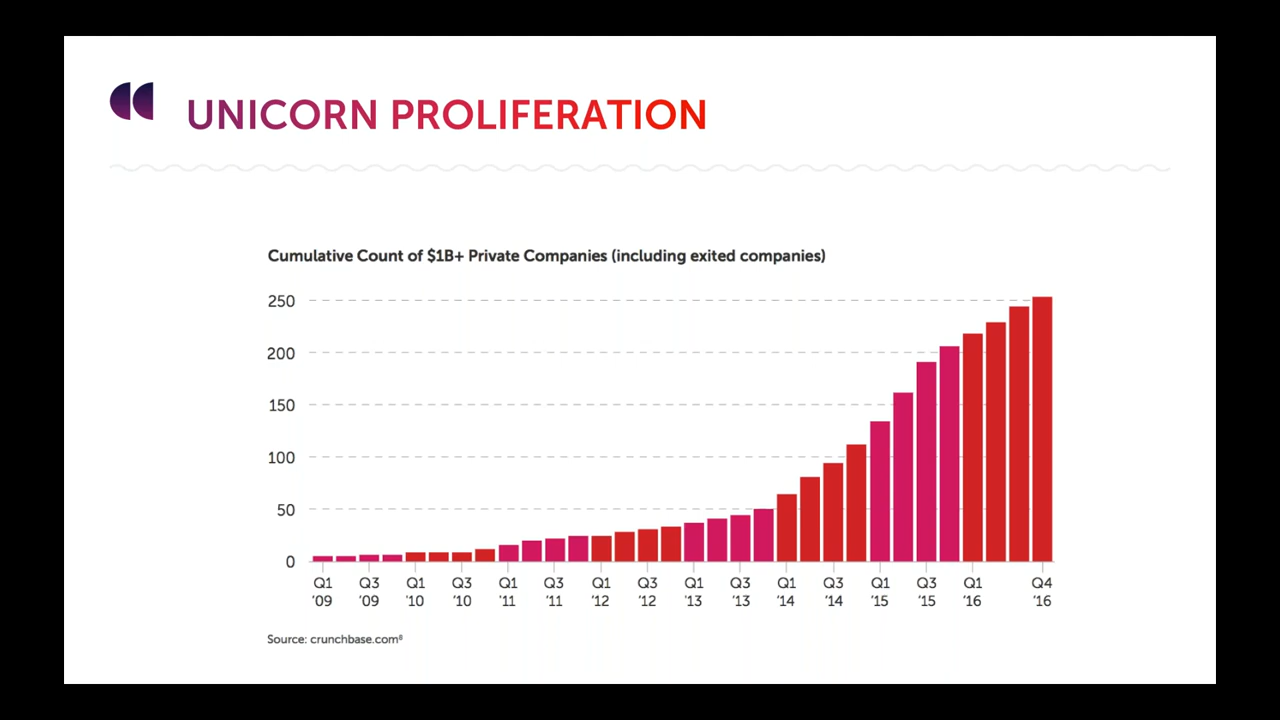 UNICORN PROLIFERATION
Cumulative Count of $1B+ Private Companies (including exited companies)
250
200
150
100
50
0
Q1 Q3 Q1 Q3 Q1 Q3 Q1 Q3 Q1 Q3 Q1 Q3 Q1 Q3 Q1 Q4
'09 '09 '10 '10 '11 '11 '12 '12 '13 '13 '14 '14 '15 '15 '16 '16
Source: crunchbase.com⁸